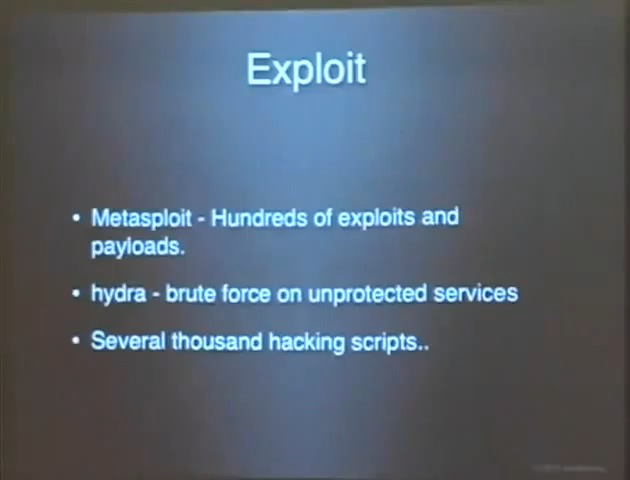 Exploit
• Metasploit - Hundreds of exploits and
payloads.
• hydra - brute force on unprotected services
• Several thousand hacking scripts..